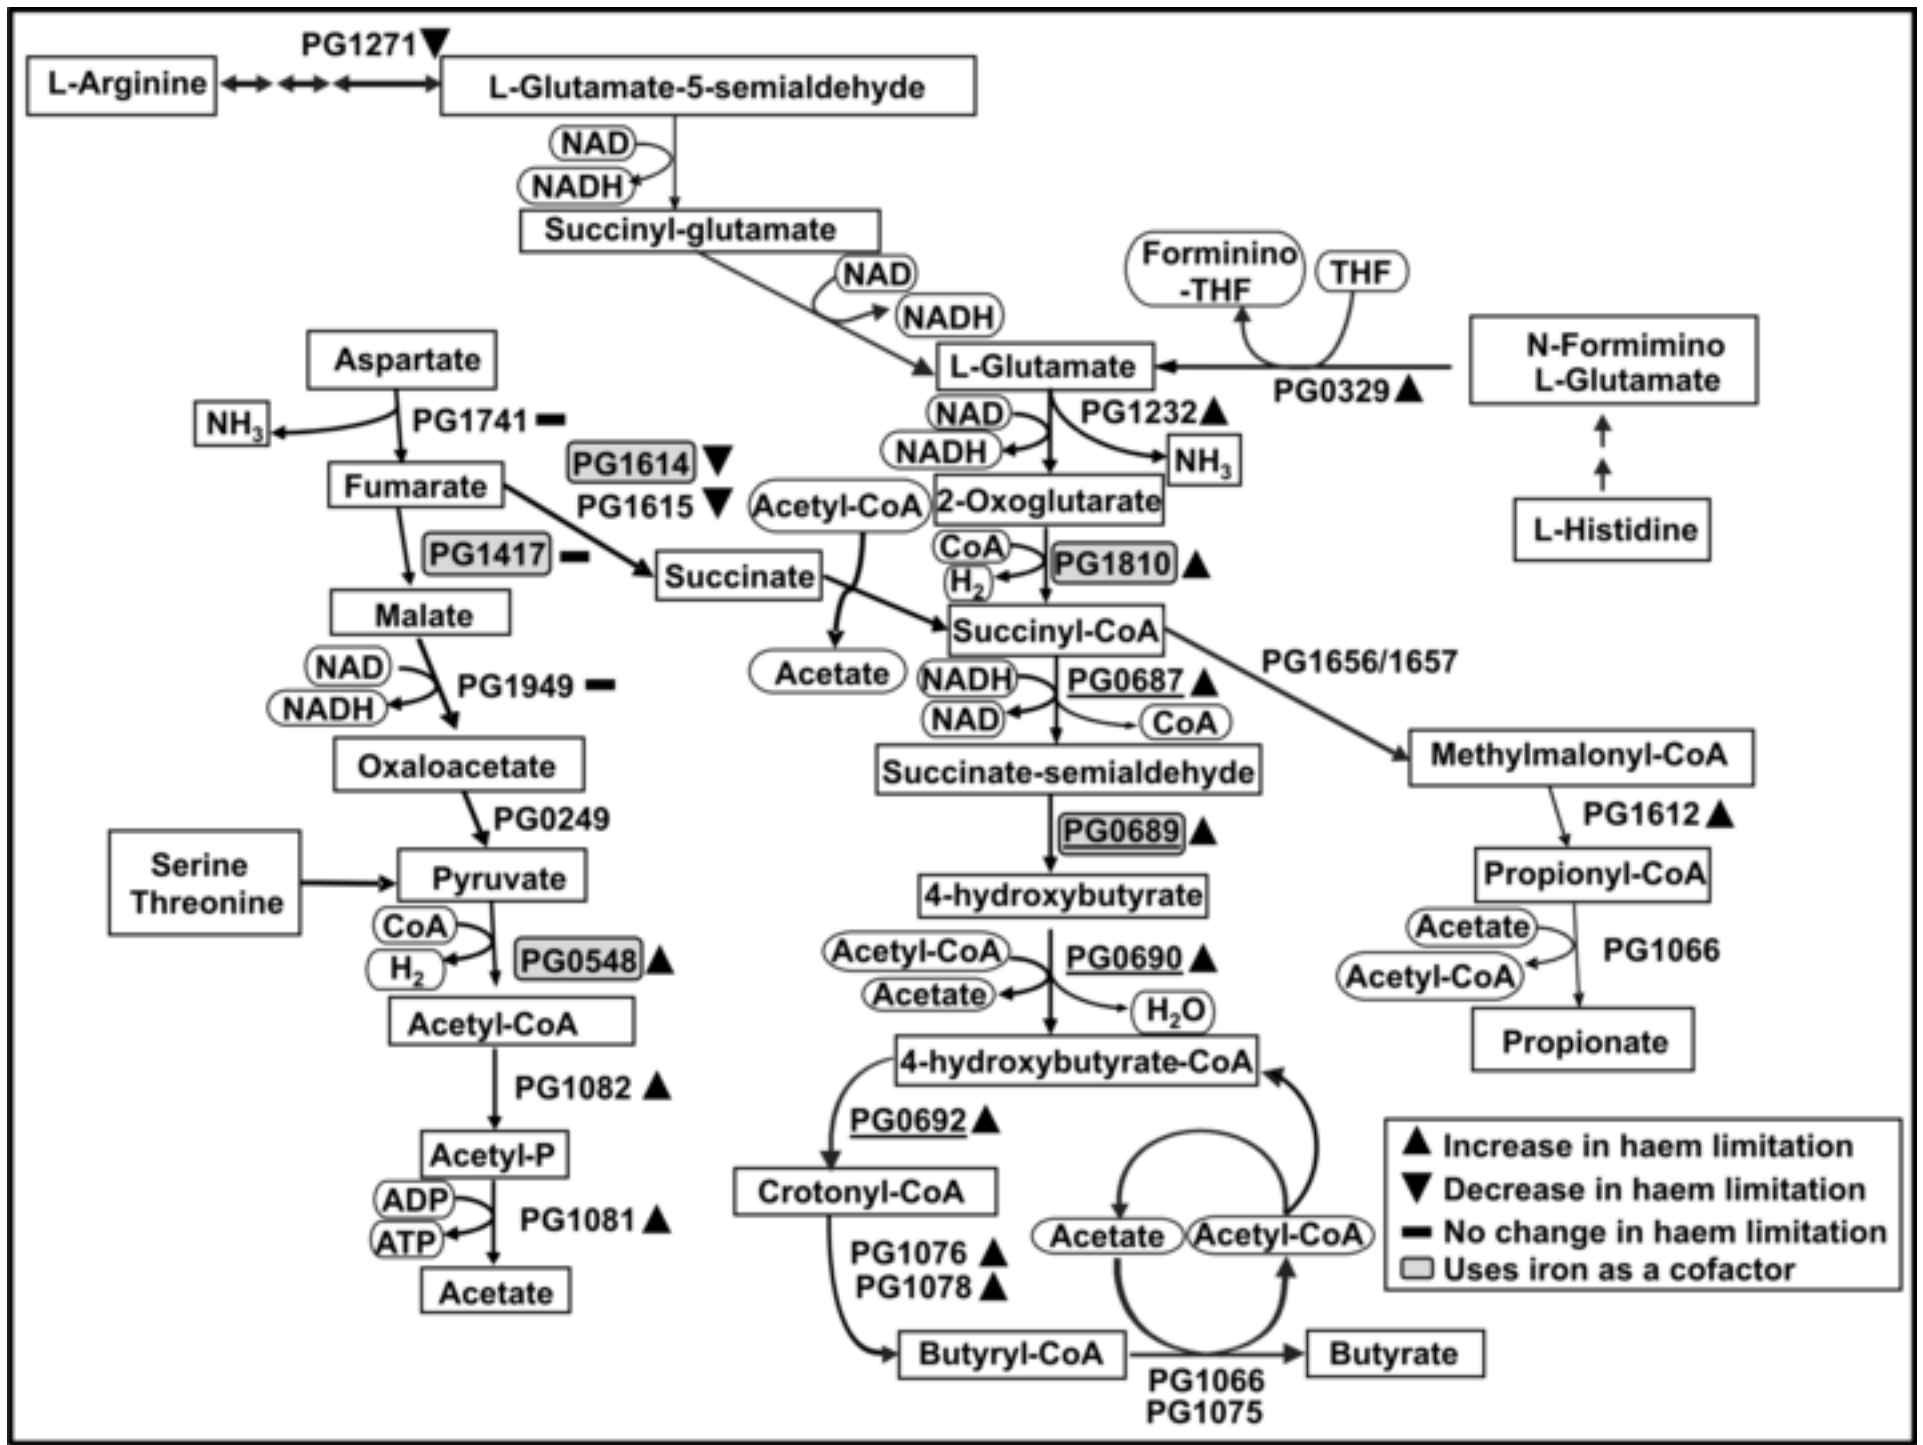 PG1271
L-Arginine
L-Glutamate-5-semialdehyde
NAD
NADH
Succinyl-glutamate
NAD
NADH
Forminino
-THF
THF
N-Formimino
L-Glutamate
Aspartate
L-Glutamate
PG0329
NH3
PG1741
NAD
PG1232
NADH
NH3
PG1614
PG1615
Fumarate
Acetyl-CoA
2-Oxoglutarate
L-Histidine
PG1417
CoA
H2
PG1810
Succinate
Malate
Succinyl-CoA
NAD
NADH
PG1949
Acetate
NADH
NAD
PG0687
CoA
PG1656/1657
Oxaloacetate
Succinate-semialdehyde
Methylmalonyl-CoA
PG0249
PG0689
PG1612
Serine
Threonine
Pyruvate
4-hydroxybutyrate
Propionyl-CoA
CoA
H2
PG0548
Acetyl-CoA
Acetate
PG0690
H2O
Acetate
Acetyl-CoA
PG1066
Acetyl-CoA
4-hydroxybutyrate-CoA
Propionate
PG1082
PG0692
Acetyl-P
Crotonyl-CoA
ADP
ATP
PG1081
PG1076
PG1078
Acetate
Acetyl-CoA
Acetate
Butyryl-CoA
Butyrate
PG1066
PG1075
Increase in haem limitation
Decrease in haem limitation
No change in haem limitation
Uses iron as a cofactor